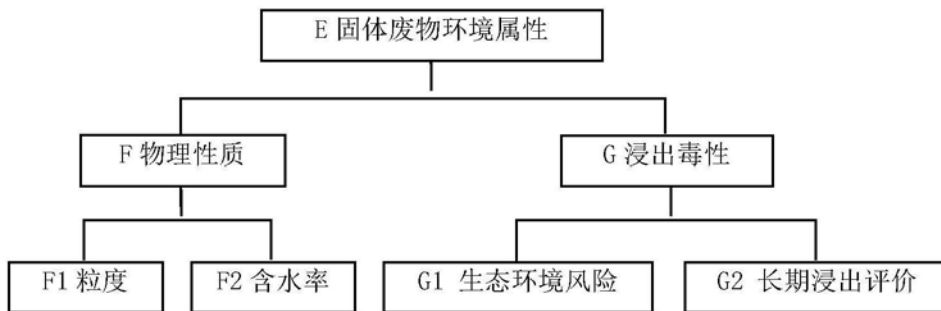 E 固体废物环境属性
F 物理性质
G 浸出毒性
F1 粒度
F2 含水率
G1 生态环境风险
G2 长期浸出评价